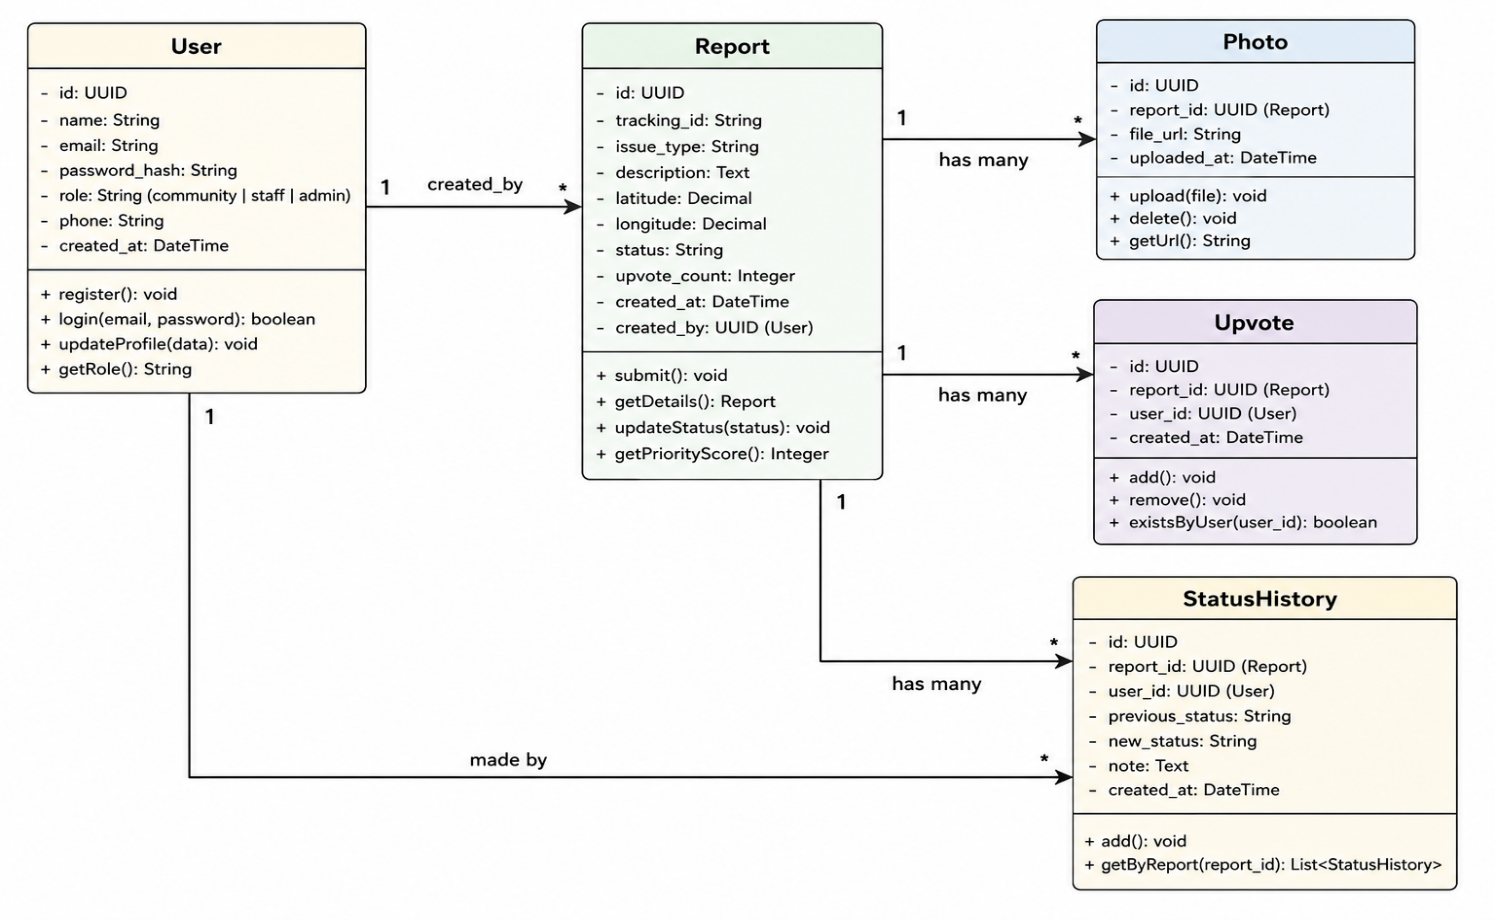 User
- id: UUID
- name: String
- email: String
- password_hash: String
- role: String (community | staff | admin)
- phone: String
- created_at: DateTime
+ register(): void
+ login(email, password): boolean
+ updateProfile(data): void
+ getRole(): String
1
created_by
*
Report
- id: UUID
- tracking_id: String
- issue_type: String
- description: Text
- latitude: Decimal
- longitude: Decimal
- status: String
- upvote_count: Integer
- created_at: DateTime
- created_by: UUID (User)
+ submit(): void
+ getDetails(): Report
+ updateStatus(status): void
+ getPriorityScore(): Integer
1
*
has many
Photo
- id: UUID
- report_id: UUID (Report)
- file_url: String
- uploaded_at: DateTime
+ upload(file): void
+ delete(): void
+ getUrl(): String
1
*
has many
Upvote
- id: UUID
- report_id: UUID (Report)
- user_id: UUID (User)
- created_at: DateTime
+ add(): void
+ remove(): void
+ existsByUser(user_id): boolean
1
*
has many
1
made by
*
StatusHistory
- id: UUID
- report_id: UUID (Report)
- user_id: UUID (User)
- previous_status: String
- new_status: String
- note: Text
- created_at: DateTime
+ add(): void
+ getByReport(report_id): List<StatusHistory>